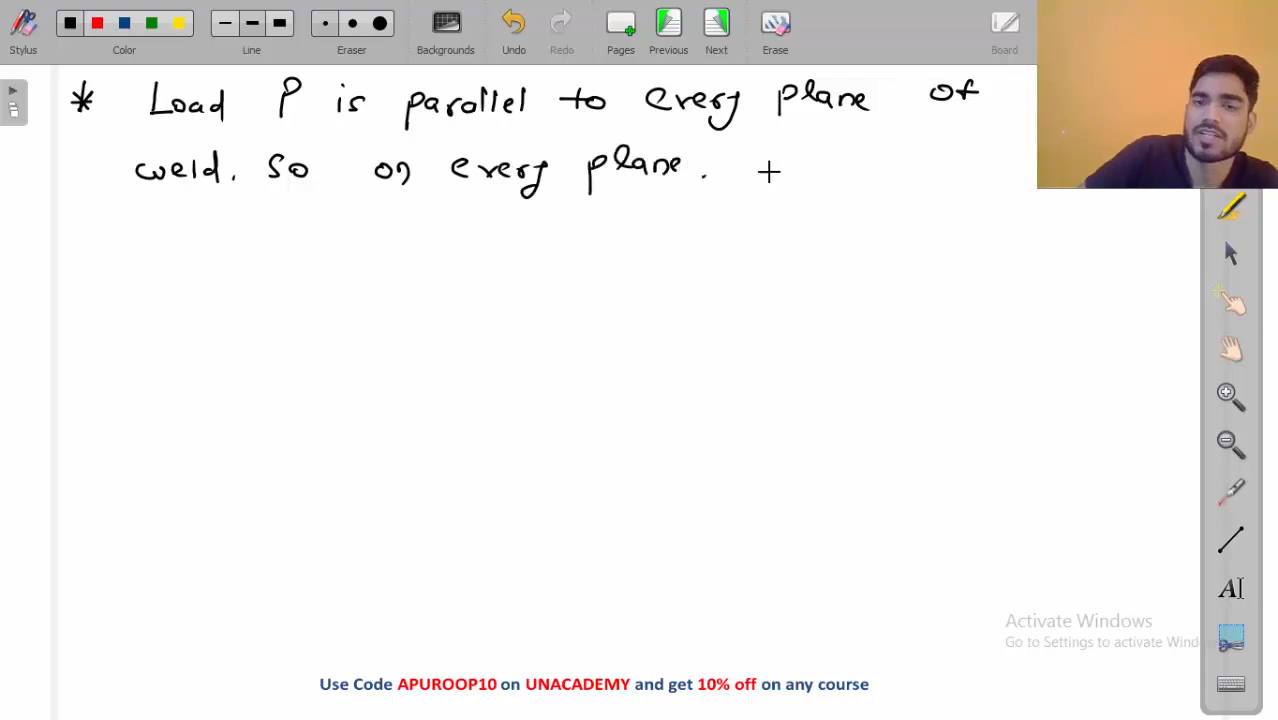 Stylus
Color
Line
Eraser
Backgrounds
Undo
Redo
Pages
Previous
Next
Erase
Board
* Load P is parallel to every plane of
weld. So on every plane. +
A
Activate Windows
Go to Settings to activate Wind
Use Code APUROOP10 on UNACADEMY and get 10% off on any course